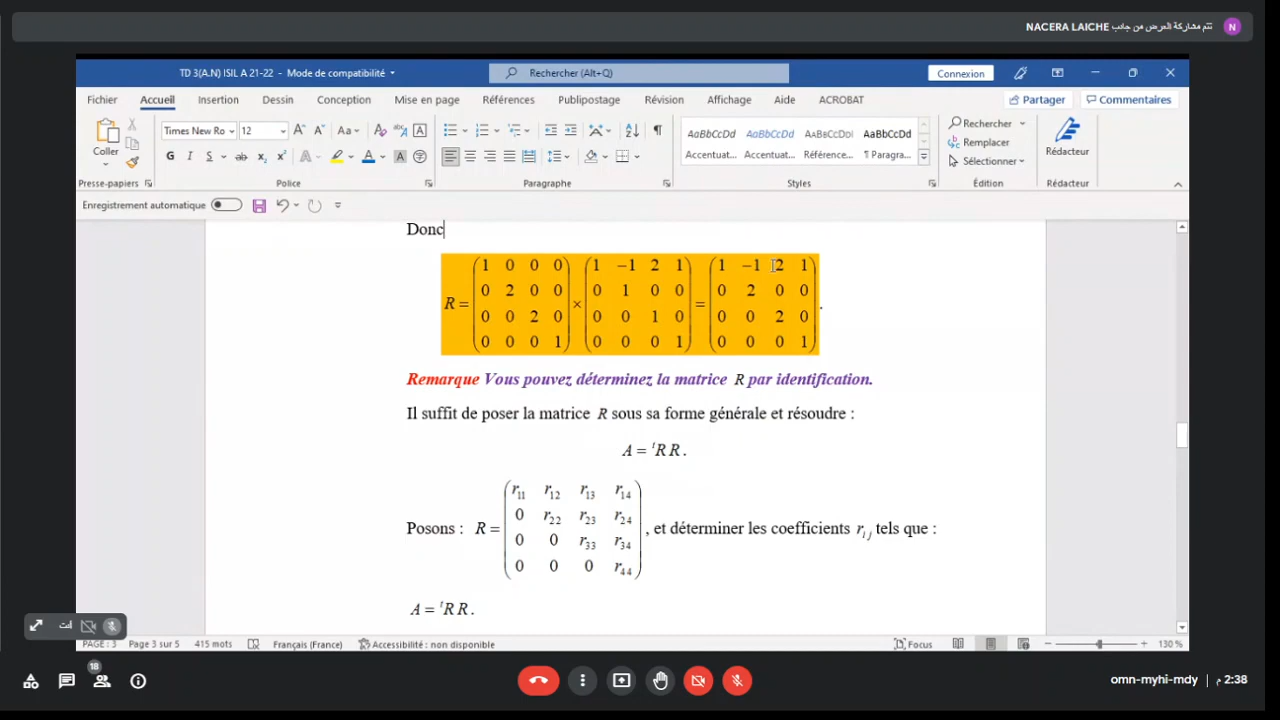 تتم مشاركة العرض من جانب NACERA LAICHE N
TD 3(A.N) ISIL A 21-22 - Mode de compatibilité
Rechercher (Alt+Q)
Connexion
Fichier Accueil Insertion Dessin Conception Mise en page Références Publipostage Révision Affichage Aide ACROBAT Partager Commentaires
Coller
Times New Ro 12
G I S
AaBbCcDd AaBbCcDd AaBbCcDd AaBbCcDd
Accentuat... Accentuat... Référence... ¶ Paragra...
Rechercher
Remplacer
Sélectionner
Rédacteur
Presse-papiers Police Paragraphe Styles Édition Rédacteur
Enregistrement automatique
Donc
R = (1 0 0 0 × (1 −1 2 1 = (1 −1 2 1
0 2 0 0 0 1 0 0 0 2 0 0
0 0 2 0 0 0 1 0 0 0 2 0
0 0 0 1) 0 0 0 1) 0 0 0 1).
Remarque Vous pouvez déterminez la matrice R par identification.
Il suffit de poser la matrice R sous sa forme générale et résoudre :
A = ᵗR R .
Posons : R = (r11 r12 r13 r14
0 r22 r23 r24
0 0 r33 r34
0 0 0 r44) , et déterminer les coefficients r_ij tels que :
A = ᵗR R .
انت
PAGE : 3 Page 3 sur 5 415 mots Français (France) Accessibilité : non disponible Focus 130 %
18
omn-myhi-mdy | 2:38 م